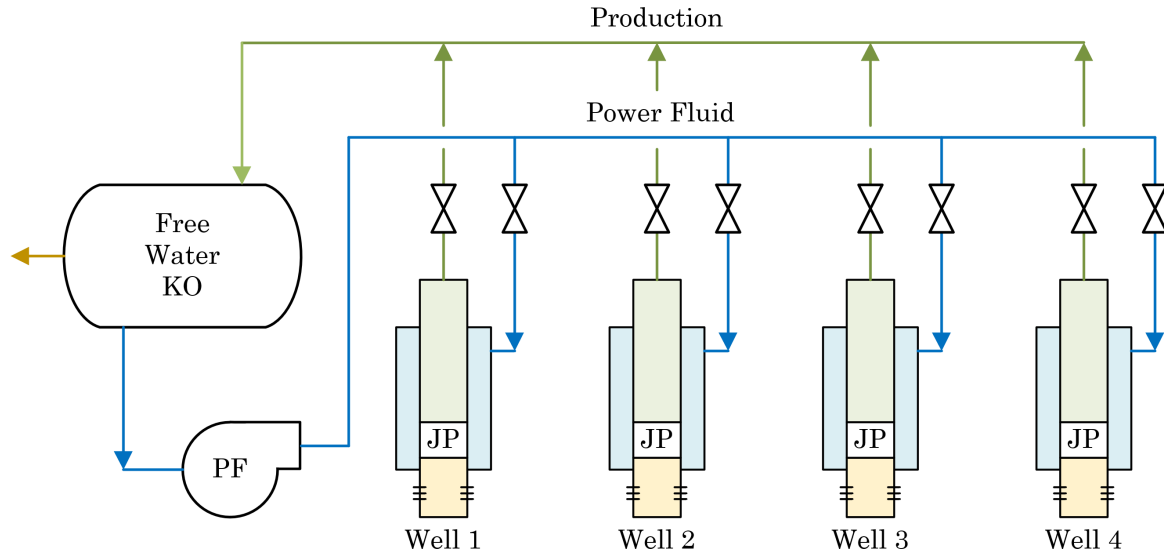 Production
Power Fluid
Free
Water
KO
PF
JP
JP
JP
JP
Well 1
Well 2
Well 3
Well 4